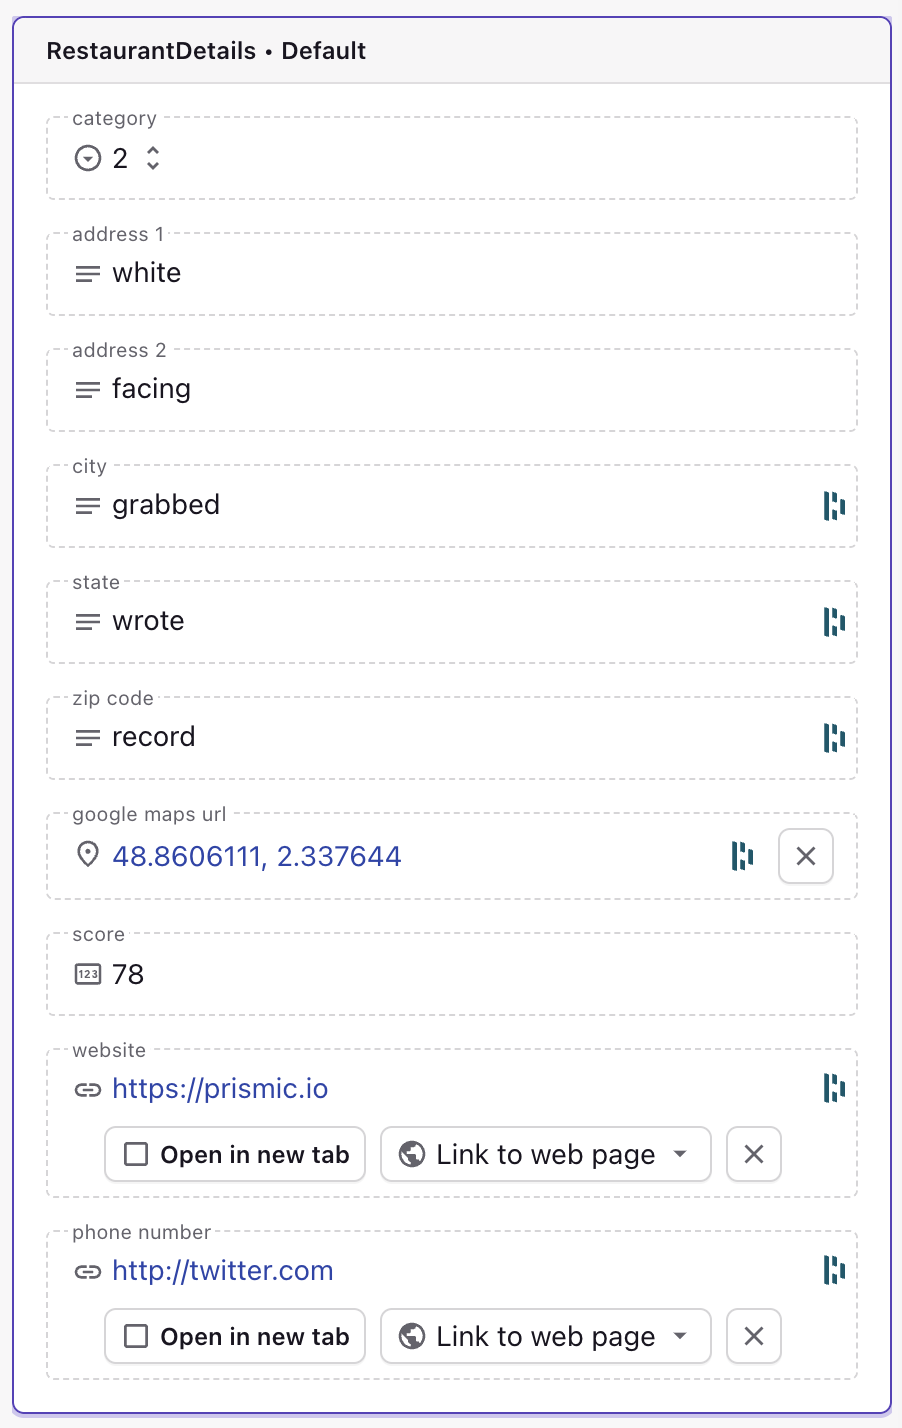 RestaurantDetails • Default
category
2
address 1
white
address 2
facing
city
grabbed
state
wrote
zip code
record
google maps url
48.8606111, 2.337644
score
123 78
website
https://prismic.io
Open in new tab Link to web page
phone number
http://twitter.com
Open in new tab Link to web page